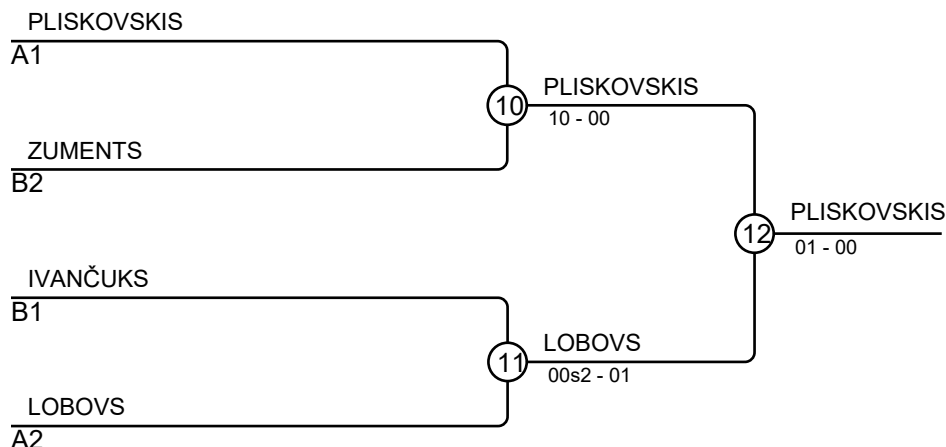 PLISKOVSKIS
A1
10
PLISKOVSKIS
10 - 00
ZUMENTS
B2
12
PLISKOVSKIS
01 - 00
IVANČUKS
B1
11
LOBOVS
00s2 - 01
LOBOVS
A2